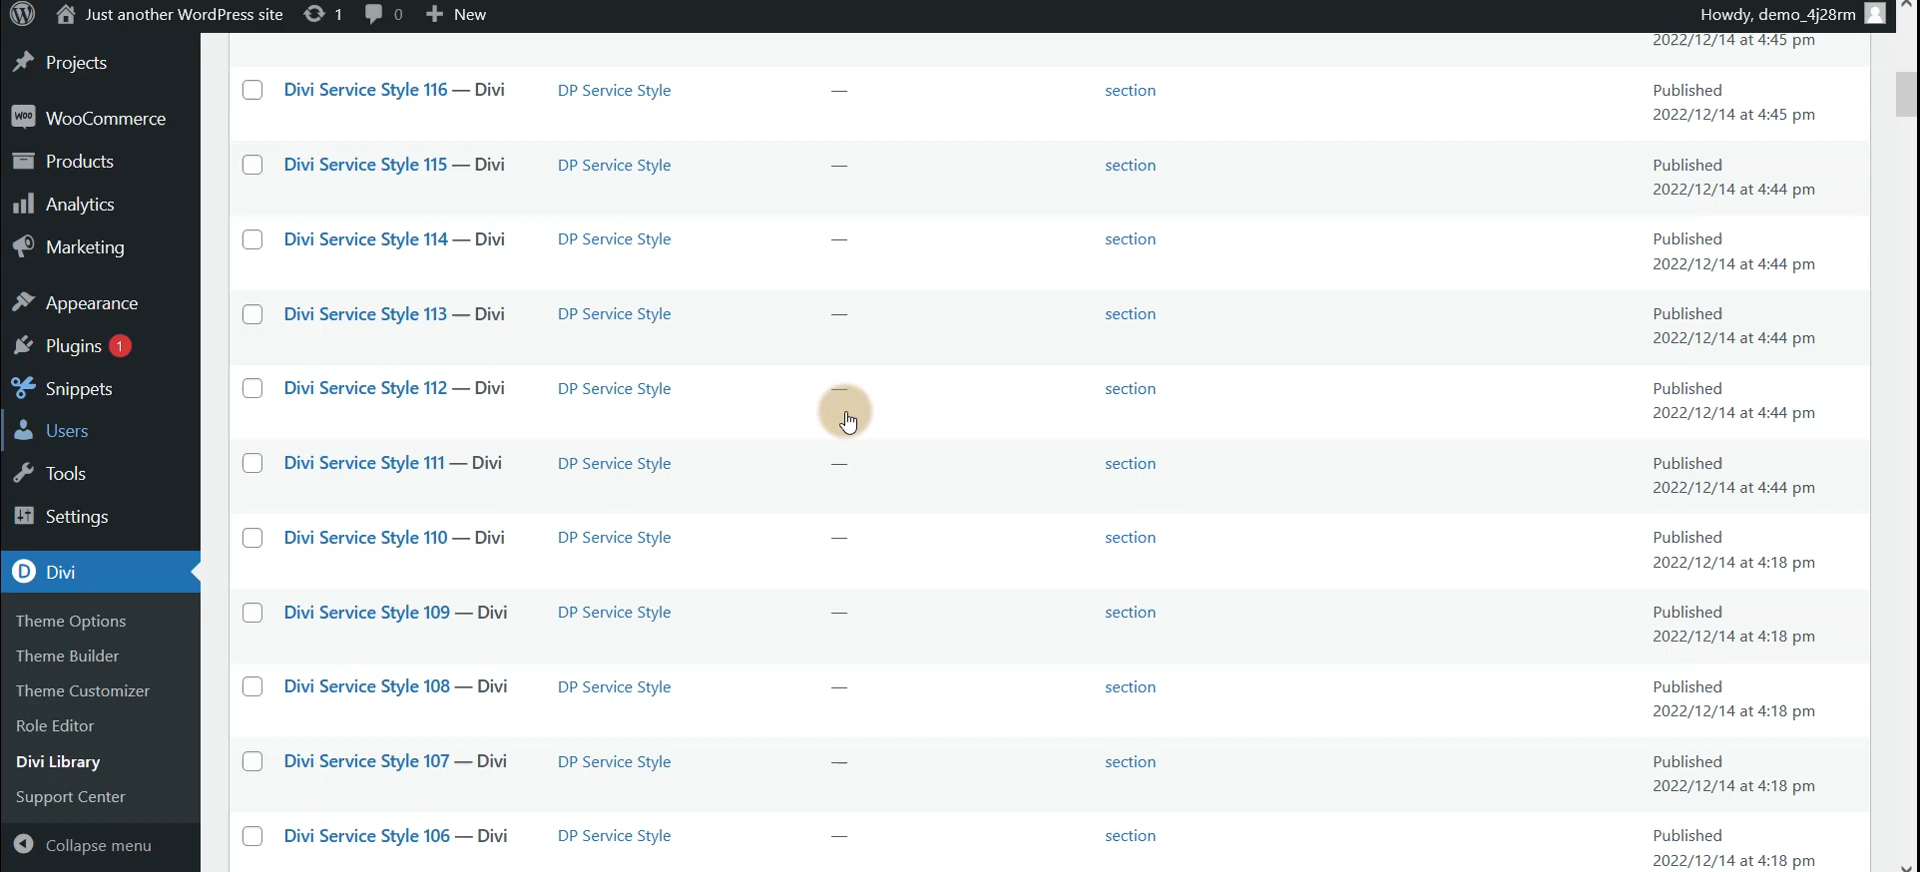 Just another WordPress site 1 0 New Howdy, demo_4j28rm
Projects
WooCommerce
Products
Analytics
Marketing
Appearance
Plugins 1
Snippets
Users
Tools
Settings
Divi
Theme Options
Theme Builder
Theme Customizer
Role Editor
Divi Library
Support Center
Collapse menu
2022/12/14 at 4:45 pm
Divi Service Style 116 — Divi DP Service Style — section Published
2022/12/14 at 4:45 pm
Divi Service Style 115 — Divi DP Service Style — section Published
2022/12/14 at 4:44 pm
Divi Service Style 114 — Divi DP Service Style — section Published
2022/12/14 at 4:44 pm
Divi Service Style 113 — Divi DP Service Style — section Published
2022/12/14 at 4:44 pm
Divi Service Style 112 — Divi DP Service Style — section Published
2022/12/14 at 4:44 pm
Divi Service Style 111 — Divi DP Service Style — section Published
2022/12/14 at 4:44 pm
Divi Service Style 110 — Divi DP Service Style — section Published
2022/12/14 at 4:18 pm
Divi Service Style 109 — Divi DP Service Style — section Published
2022/12/14 at 4:18 pm
Divi Service Style 108 — Divi DP Service Style — section Published
2022/12/14 at 4:18 pm
Divi Service Style 107 — Divi DP Service Style — section Published
2022/12/14 at 4:18 pm
Divi Service Style 106 — Divi DP Service Style — section Published
2022/12/14 at 4:18 pm